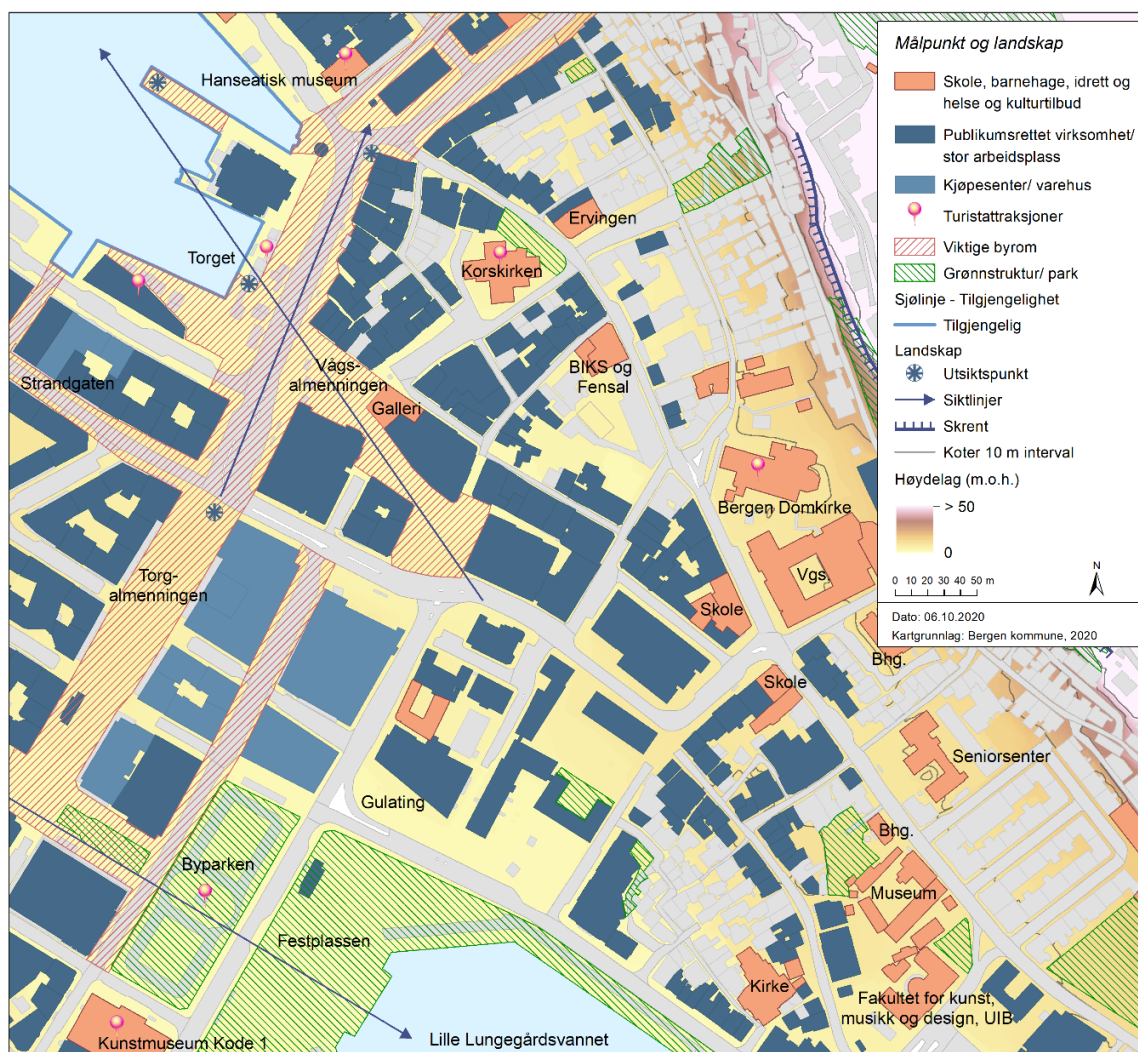 Hanseatisk museum
Torget
Ervingen
Korskirken
Strandgaten
Vågs-
almenningen
Galleri
BIKS og
Fensal
Bergen Domkirke
Vgs.
Torg-
almenningen
Skole
Bhg.
Skole
Seniorsenter
Gulating
Bhg.
Byparken
Museum
Festplassen
Kirke
Fakultet for kunst,
musikk og design, UIB
Kunstmuseum Kode 1
Lille Lungegårdsvannet
Målpunkt og landskap
Skole, barnehage, idrett og
helse og kulturtilbud
Publikumsrettet virksomhet/
stor arbeidsplass
Kjøpesenter/ varehus
Turistattraksjoner
Viktige byrom
Grønnstruktur/ park
Sjølinje - Tilgjengelighet
Tilgjengelig
Landskap
Utsiktspunkt
Siktlinjer
Skrent
Koter 10 m interval
Høydelag (m.o.h.)
> 50
0
0 10 20 30 40 50 m
N
Dato: 06.10.2020
Kartgrunnlag: Bergen kommune, 2020